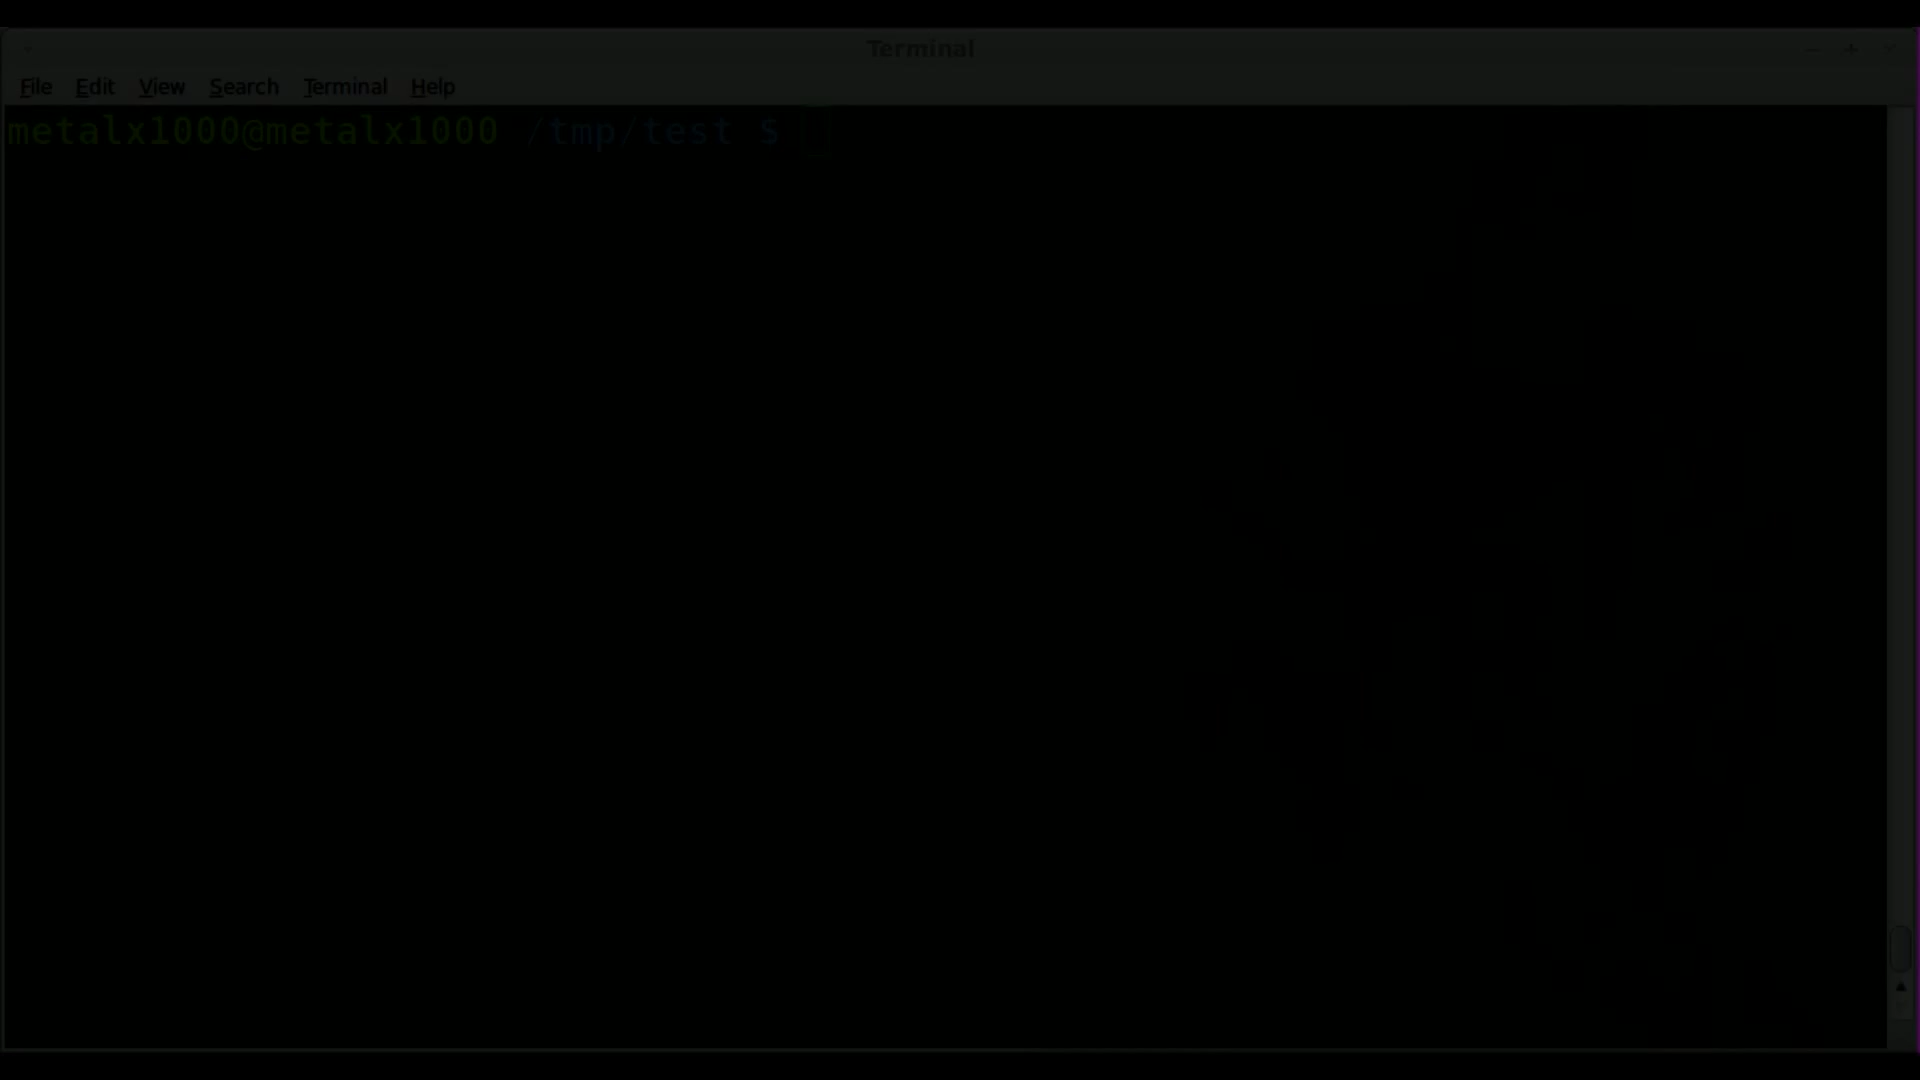 Terminal
File Edit View Search Terminal Help
metalx1000@metalx1000 /tmp/test $